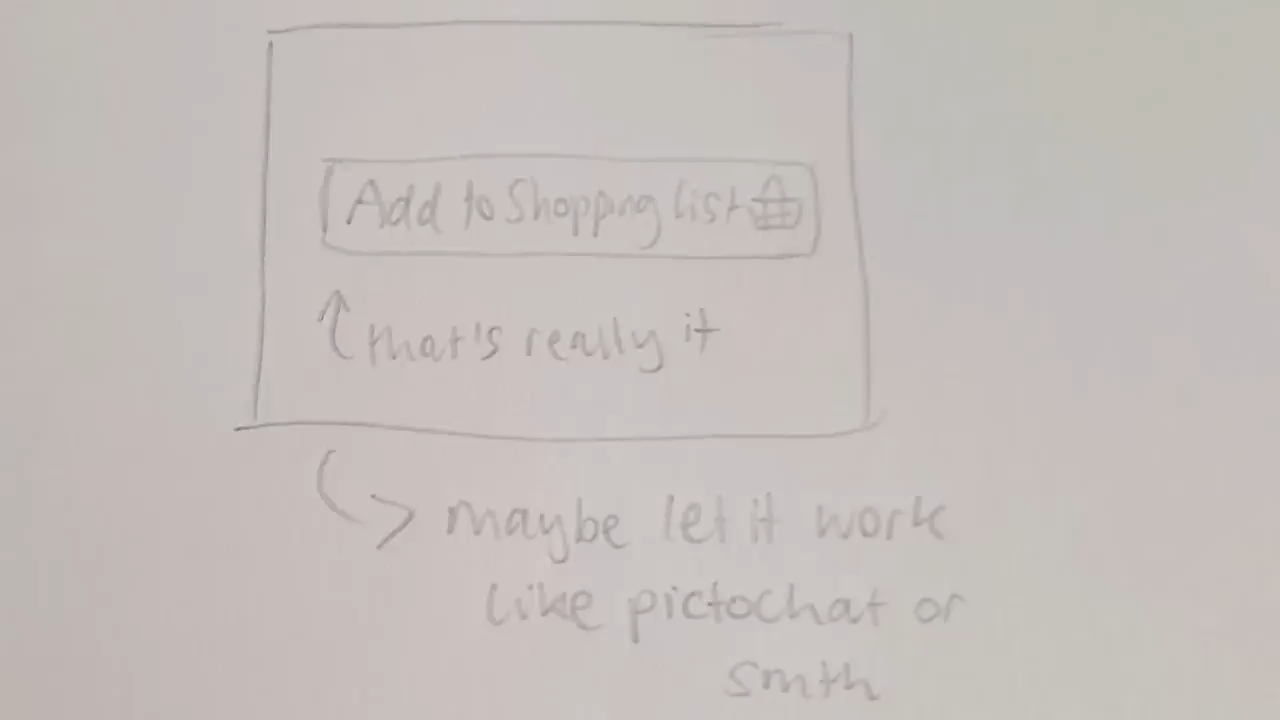 Add to Shopping list
that's really it
maybe let it work
like pictochat or
smth